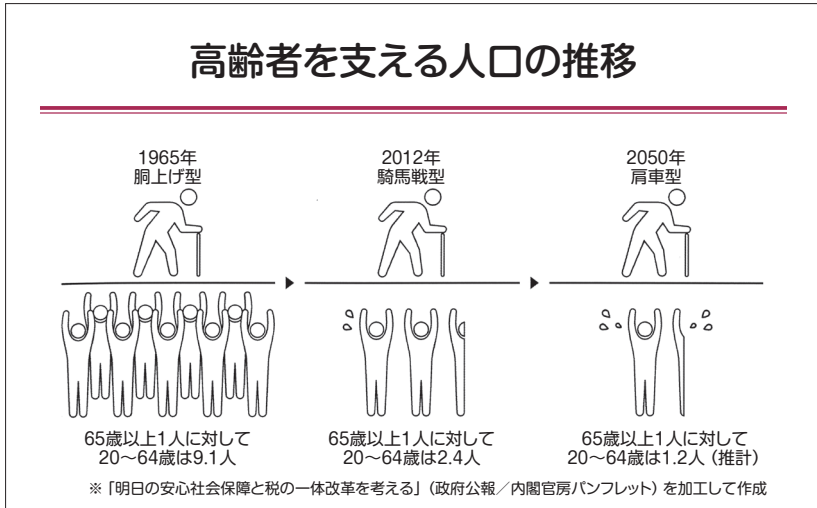 高齢者を支える人口の推移
1965年
胴上げ型
2012年
騎馬戦型
2050年
肩車型
65歳以上1人に対して
20～64歳は9.1人
65歳以上1人に対して
20～64歳は2.4人
65歳以上1人に対して
20～64歳は1.2人（推計）
※「明日の安心社会保障と税の一体改革を考える」（政府公報／内閣官房パンフレット）を加工して作成